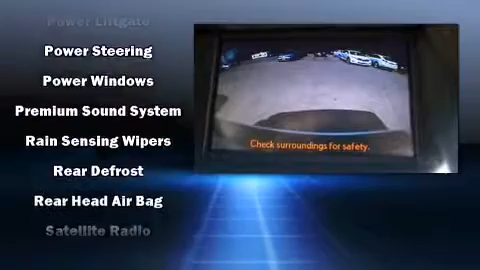 Power Liftgate
Power Steering
Power Windows
Premium Sound System
Rain Sensing Wipers
Rear Defrost
Rear Head Air Bag
Satellite Radio
Check surroundings for safety.